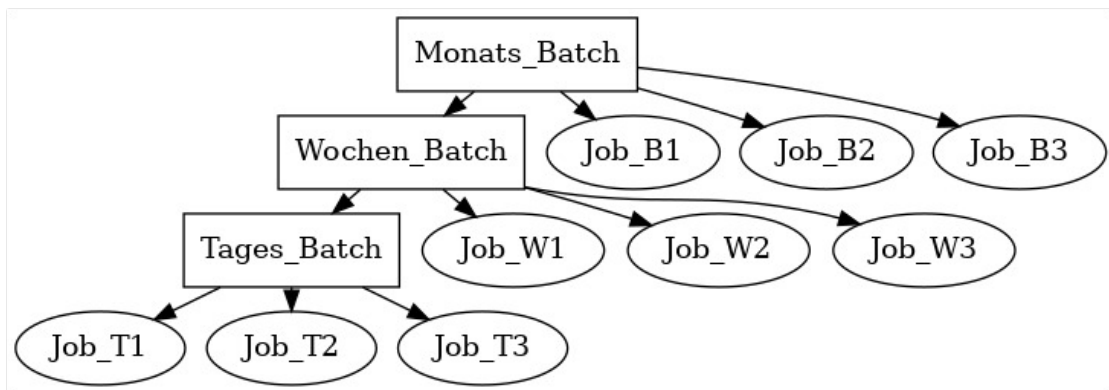 Monats_Batch
Wochen_Batch
Job_B1
Job_B2
Job_B3
Tages_Batch
Job_W1
Job_W2
Job_W3
Job_T1
Job_T2
Job_T3